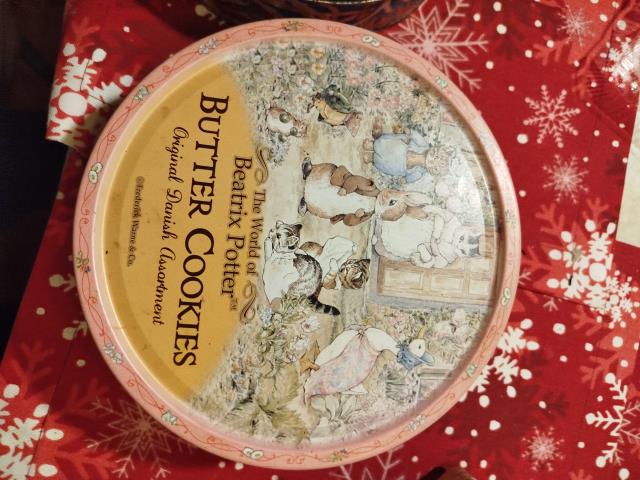 The World of
Beatrix Potter™
BUTTER COOKIES
Original Danish Assortment
©Frederick Warne & Co.